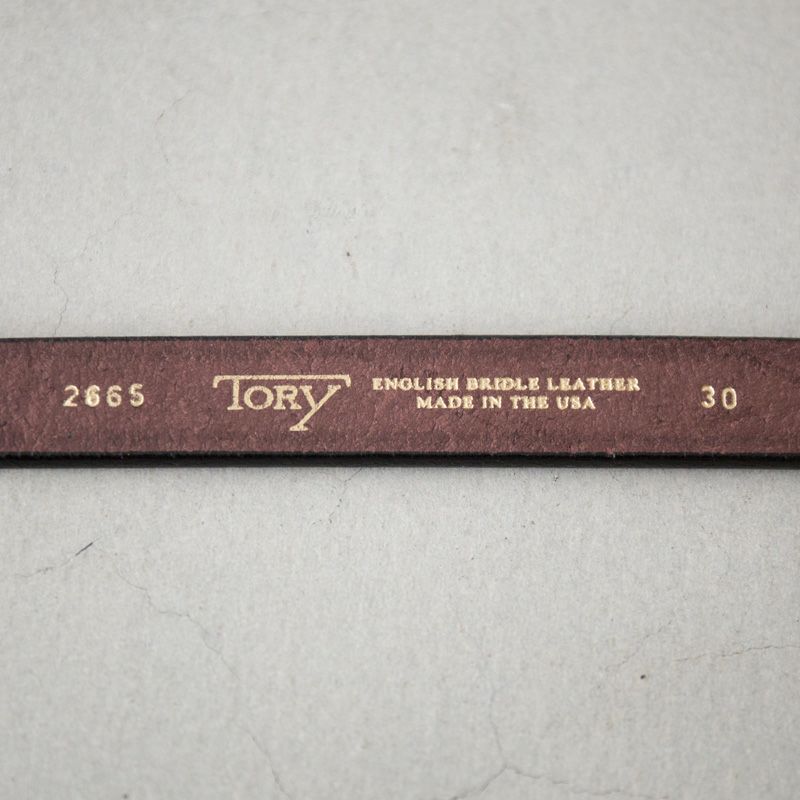 2665
TORY
ENGLISH BRIDLE LEATHER
MADE IN THE USA
30